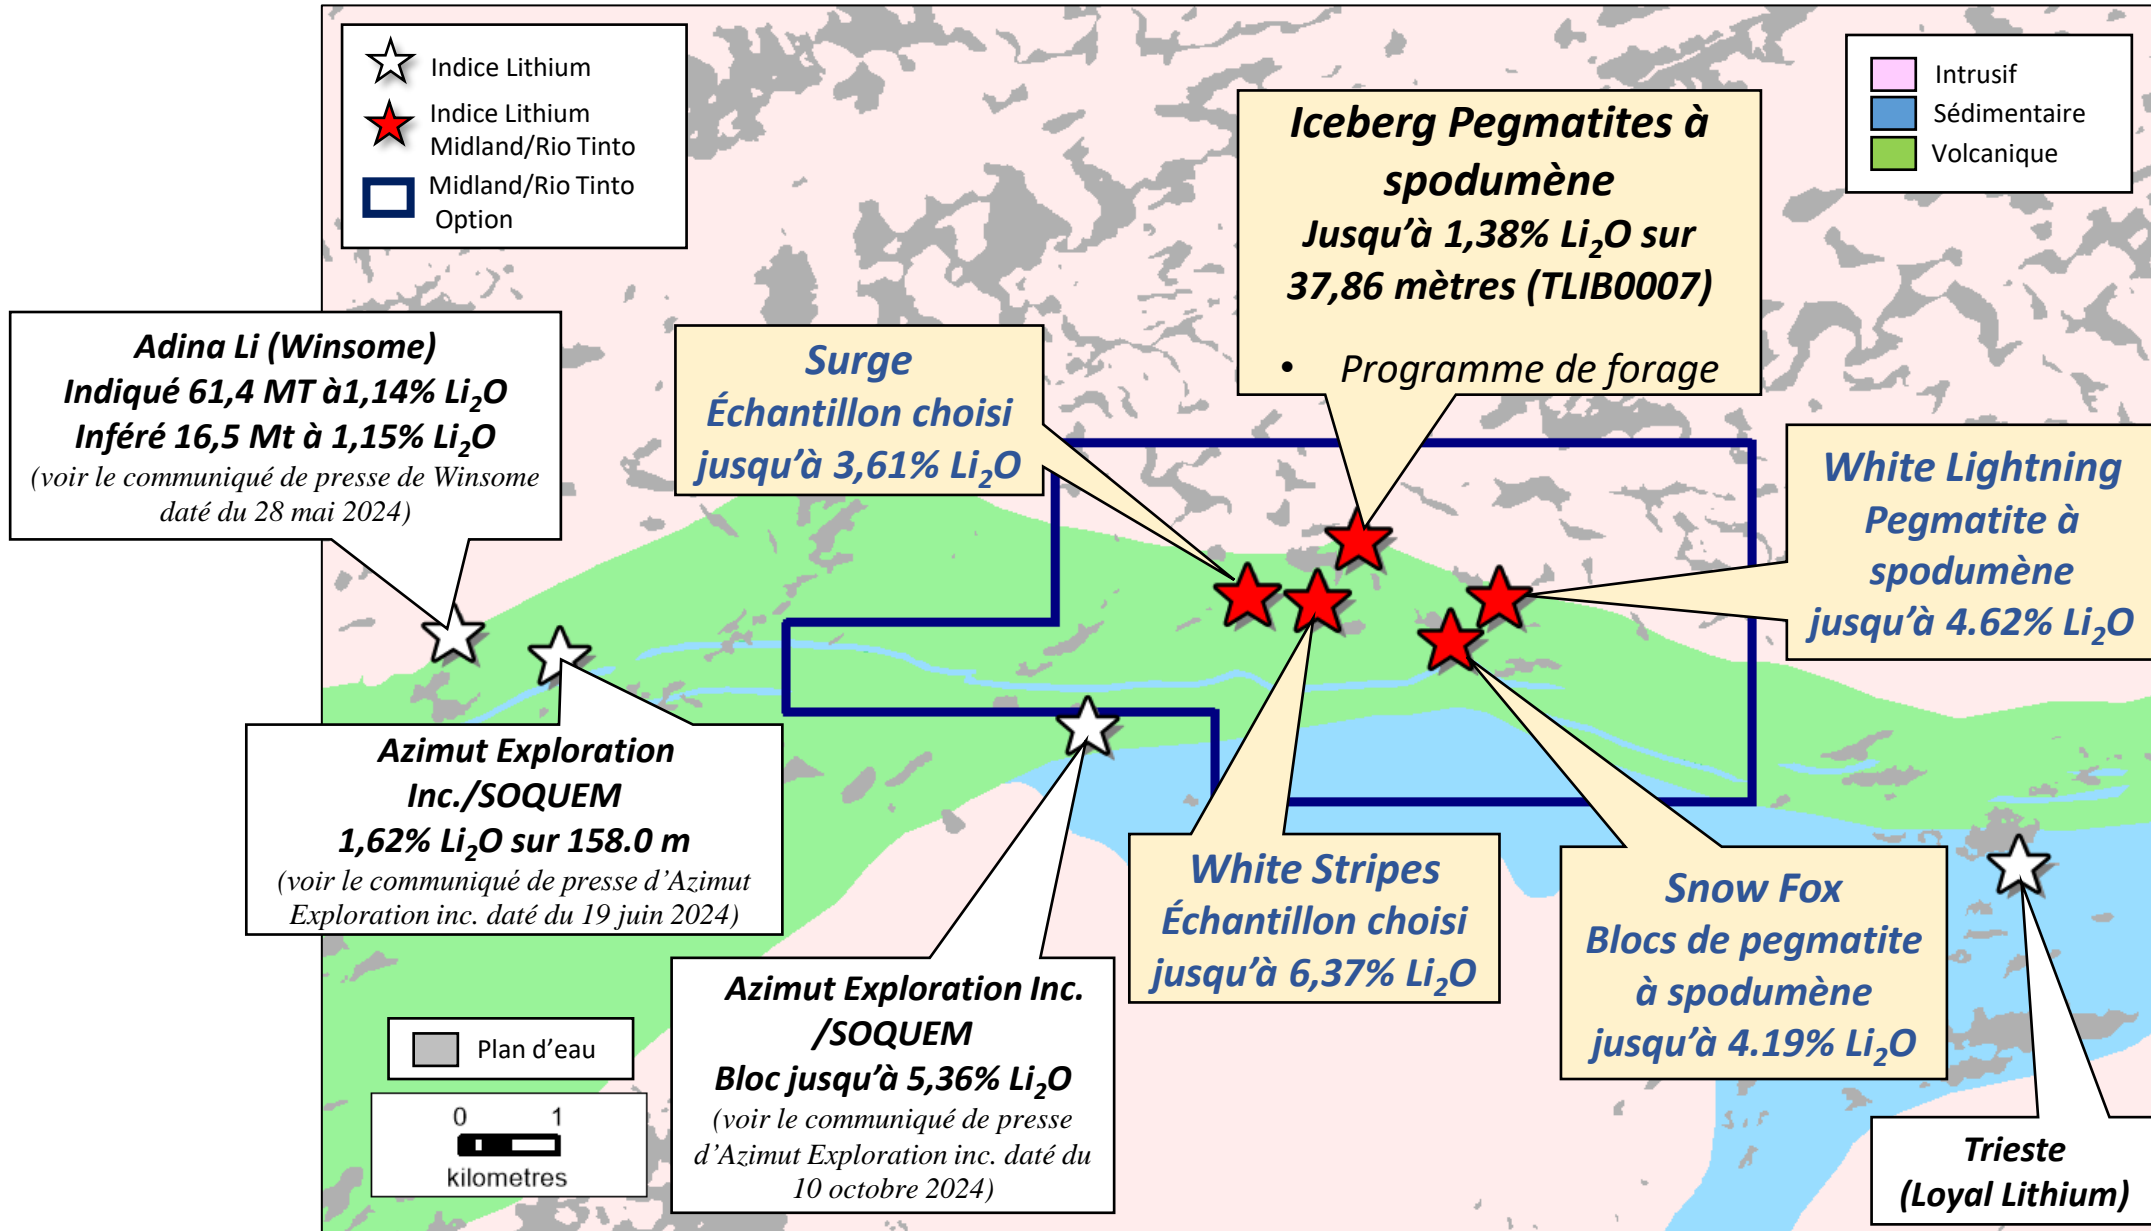 Indice Lithium
Indice Lithium
Midland/Rio Tinto
Midland/Rio Tinto
Option
Intrusif
Sédimentaire
Volcanique
Iceberg Pegmatites à
spodumène
Jusqu’à 1,38% Li₂O sur
37,86 mètres (TLIB0007)
• Programme de forage
Adina Li (Winsome)
Indiqué 61,4 MT à1,14% Li₂O
Inféré 16,5 Mt à 1,15% Li₂O
(voir le communiqué de presse de Winsome
daté du 28 mai 2024)
Surge
Échantillon choisi
jusqu’à 3,61% Li₂O
White Lightning
Pegmatite à
spodumène
jusqu’à 4.62% Li₂O
Azimut Exploration
Inc./SOQUEM
1,62% Li₂O sur 158.0 m
(voir le communiqué de presse d’Azimut
Exploration inc. daté du 19 juin 2024)
White Stripes
Échantillon choisi
jusqu’à 6,37% Li₂O
Snow Fox
Blocs de pegmatite
à spodumène
jusqu’à 4.19% Li₂O
Azimut Exploration Inc.
/SOQUEM
Bloc jusqu’à 5,36% Li₂O
(voir le communiqué de presse
d’Azimut Exploration inc. daté du
10 octobre 2024)
Plan d’eau
0 1
kilometres
Trieste
(Loyal Lithium)